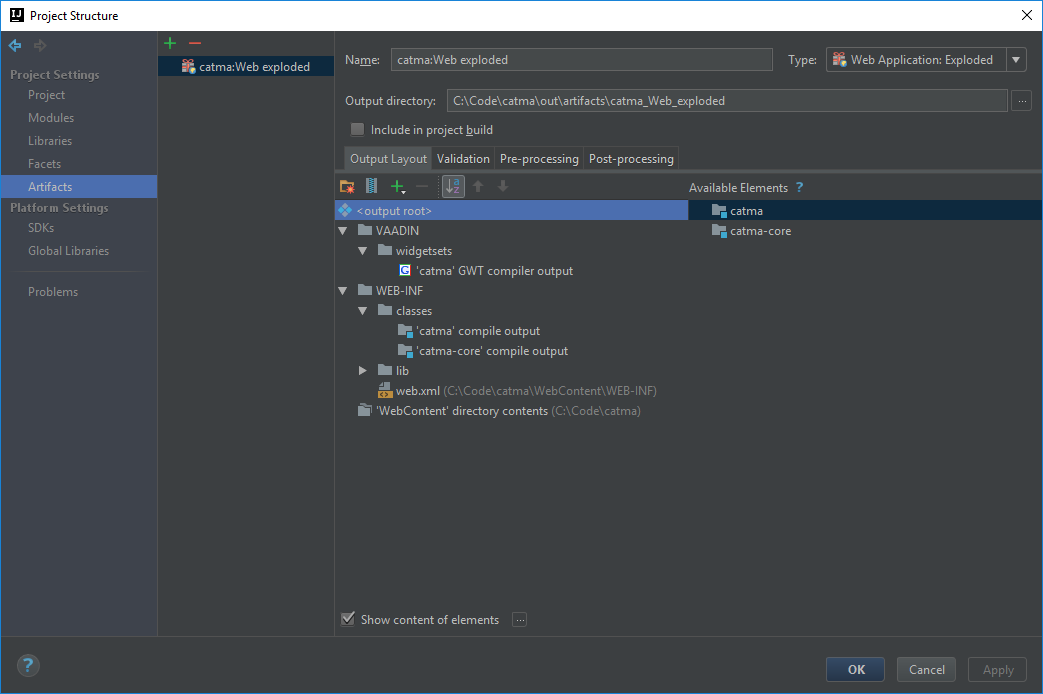 Project Structure
Project Settings
Project
Modules
Libraries
Facets
Artifacts
Platform Settings
SDKs
Global Libraries
Problems
catma:Web exploded
Name: catma:Web exploded Type: Web Application: Exploded
Output directory: C:\Code\catma\out\artifacts\catma_Web_exploded ...
Include in project build
Output Layout Validation Pre-processing Post-processing
Available Elements ?
<output root>
VAADIN
widgetsets
'catma' GWT compiler output
WEB-INF
classes
'catma' compile output
'catma-core' compile output
lib
web.xml (C:\Code\catma\WebContent\WEB-INF)
'WebContent' directory contents (C:\Code\catma)
catma
catma-core
Show content of elements ...
? OK Cancel Apply